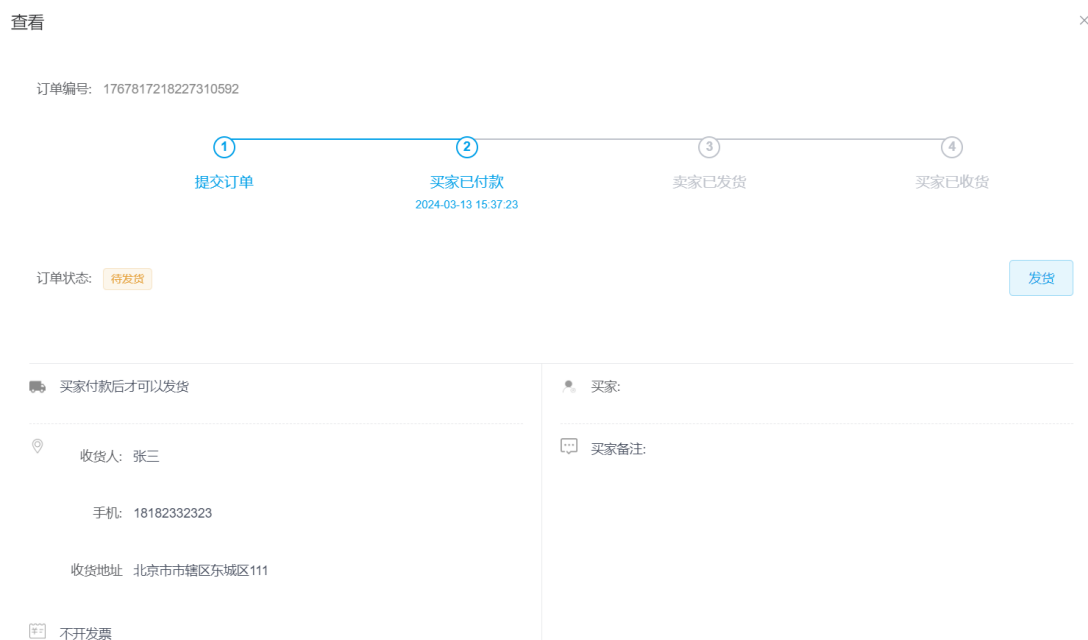 查看
订单编号: 1767817218227310592
1 2 3 4
提交订单 买家已付款 卖家已发货 买家已收货
2024-03-13 15:37:23
订单状态: 待发货 发货
买家付款后才可以发货
收货人: 张三
手机: 18182332323
收货地址 北京市市辖区东城区111
不开发票
买家:
买家备注: